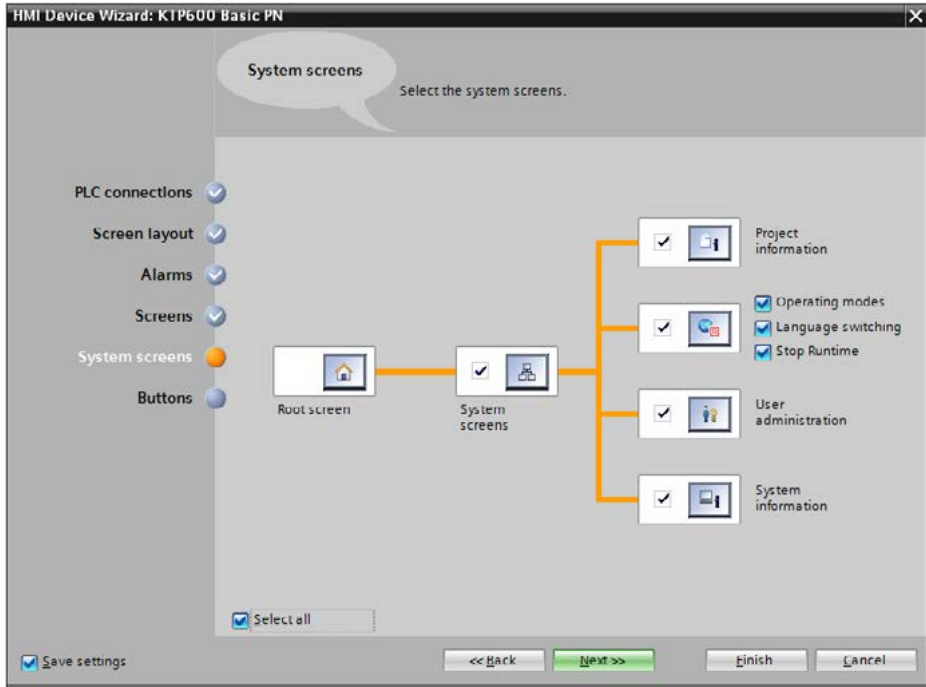 HMI Device Wizard: KTP600 Basic PN
System screens
Select the system screens.
PLC connections
Screen layout
Alarms
Screens
System screens
Buttons
Root screen
System
screens
Project
information
Operating modes
Language switching
Stop Runtime
User
administration
System
information
Select all
Save settings
<< Back
Next >>
Finish
Cancel